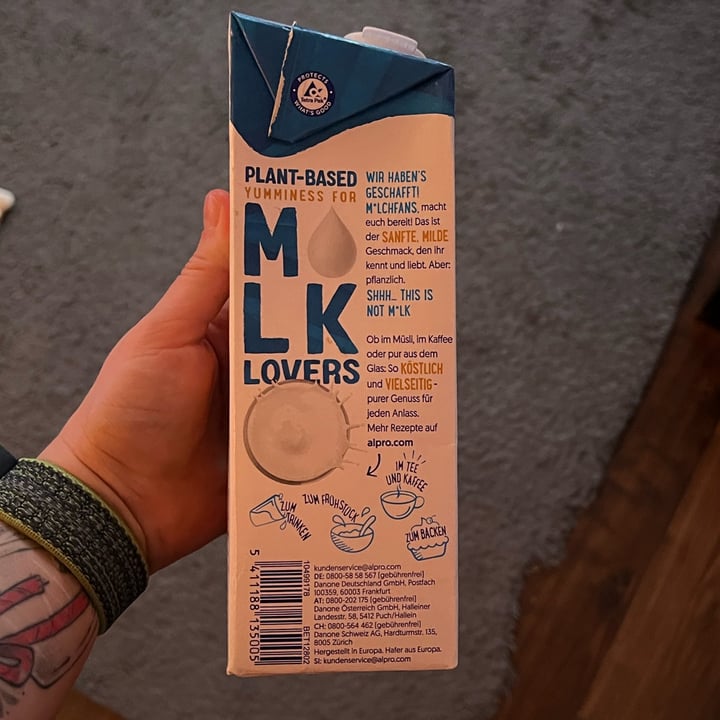 PROTECTS
Tetra Pak®
WHAT'S GOOD
PLANT-BASED
YUMMINESS FOR
M
LK
LOVERS
WIR HABEN'S
GESCHAFFT!
M*LCHFANS, macht
euch bereit! Das ist
der SANFTE, MILDE
Geschmack, den ihr
kennt und liebt. Aber:
pflanzlich.
SHHH... THIS IS
NOT M*LK
Ob im Müsli, im Kaffee
oder pur aus dem
Glas: So KÖSTLICH
und VIELSEITIG –
purer Genuss für
jeden Anlass.
Mehr Rezepte auf
alpro.com
IM TEE
UND KAFFEE
ZUM FRÜHSTÜCK
ZUM
TRINKEN
ZUM BACKEN
5 411188 135005
1049178
BET12802
kundenservice@alpro.com
DE: 0800-58 58 567 (gebührenfrei)
Danone Deutschland GmbH, Postfach
100359, 60003 Frankfurt
AT: 0800-202 175 (gebührenfrei)
Danone Österreich GmbH, Halleiner
Landesstr. 58, 5412 Puch/Hallein
CH: 0800-564 462 (gebührenfrei)
Danone Schweiz AG, Hardturmstr. 135,
8005 Zürich
Hergestellt in Europa. Hafer aus Europa.
SI: kundenservice@alpro.com